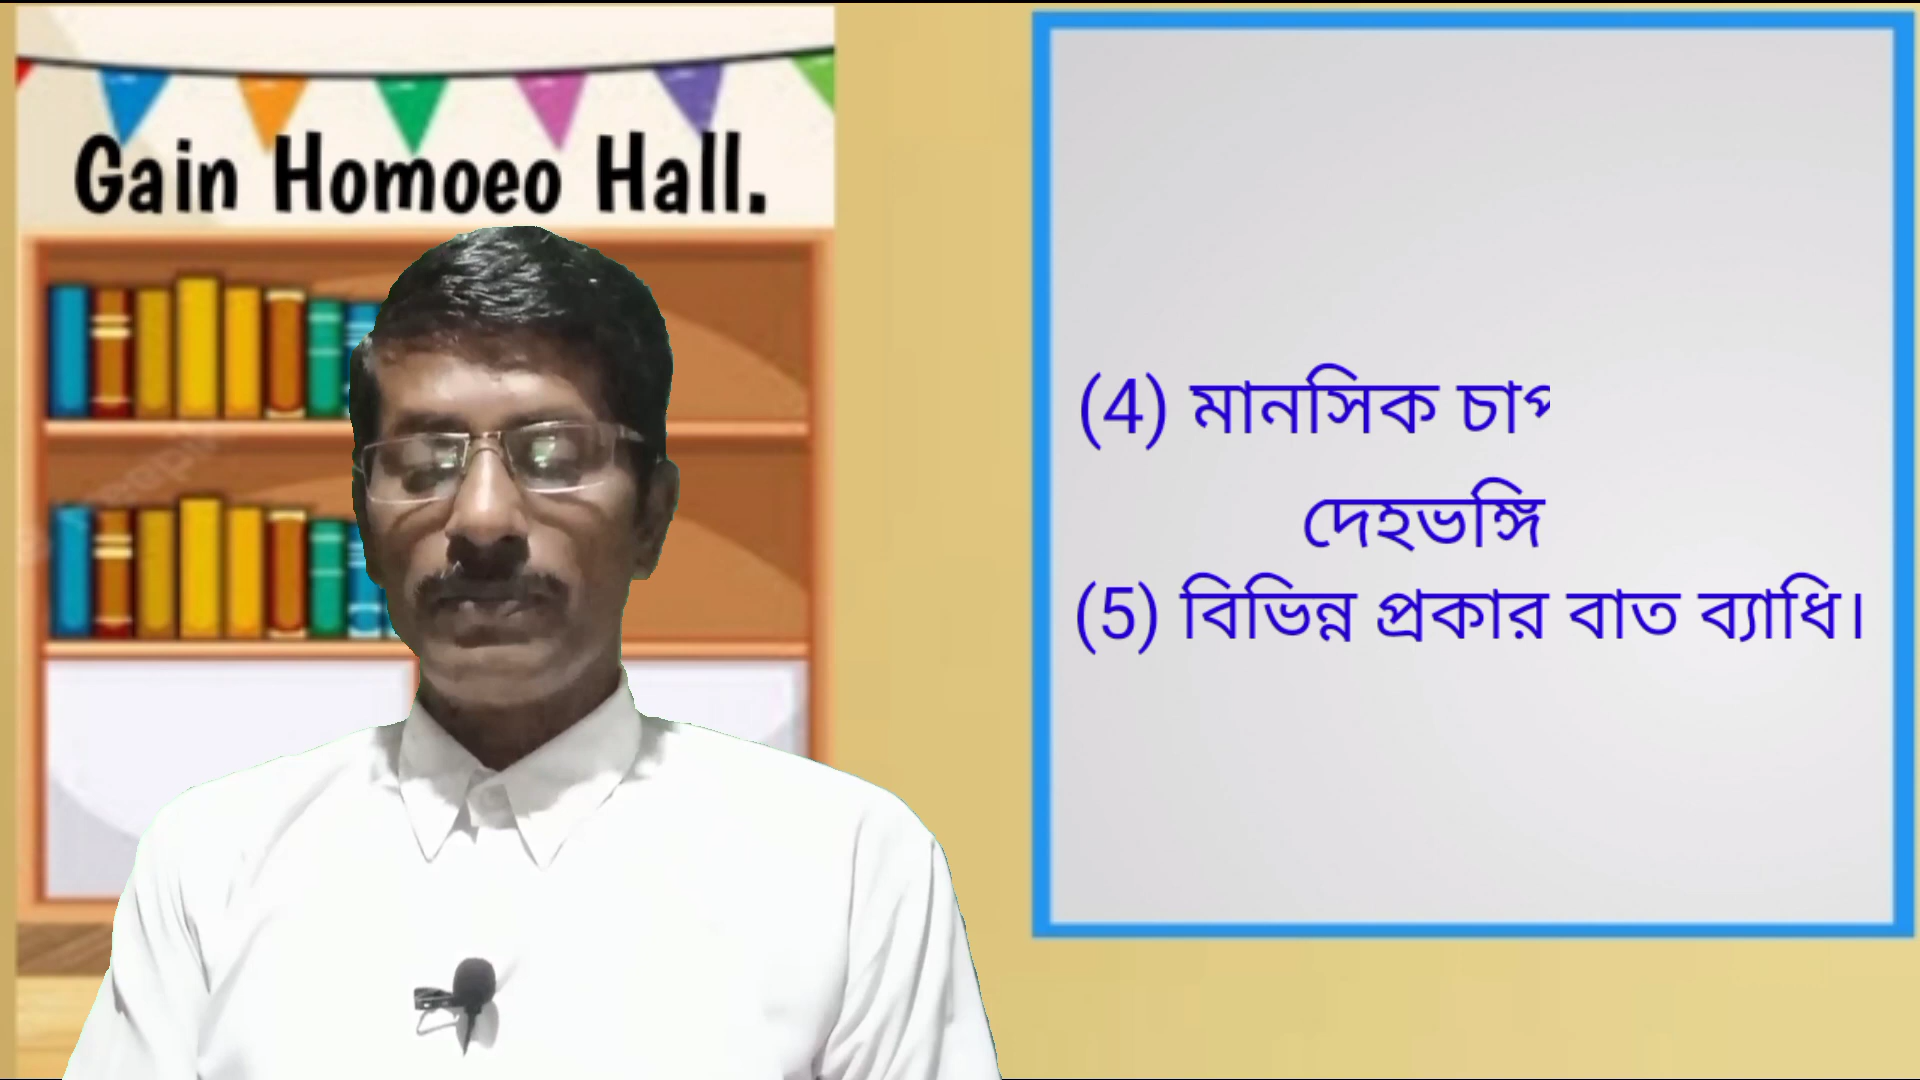 Gain Homoeo Hall.
(4) মানসিক চাপ
দেহভঙ্গি
(5) বিভিন্ন প্রকার বাত ব্যাধি।